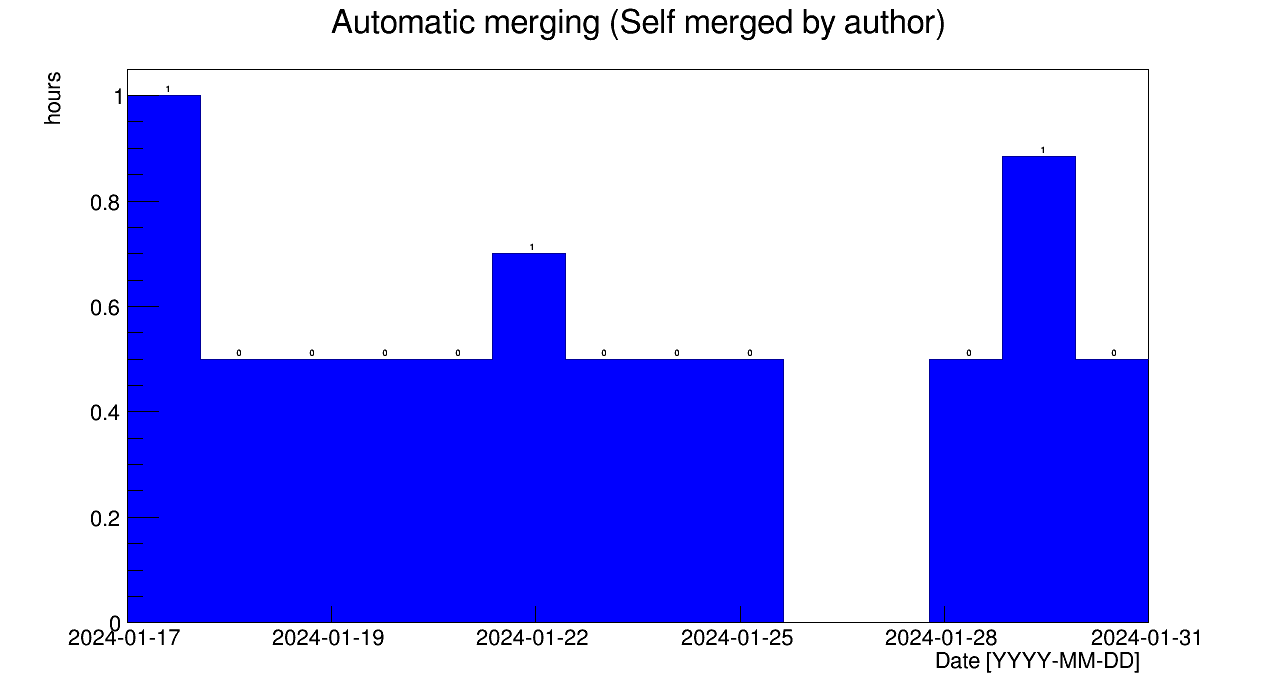 Automatic merging (Self merged by author)
hours
1
0.8
0.6
0.4
0.2
0
1 0 0 0 0 1 0 0 0 0 1 0
2024-01-17 2024-01-19 2024-01-22 2024-01-25 2024-01-28 2024-01-31
Date [YYYY-MM-DD]